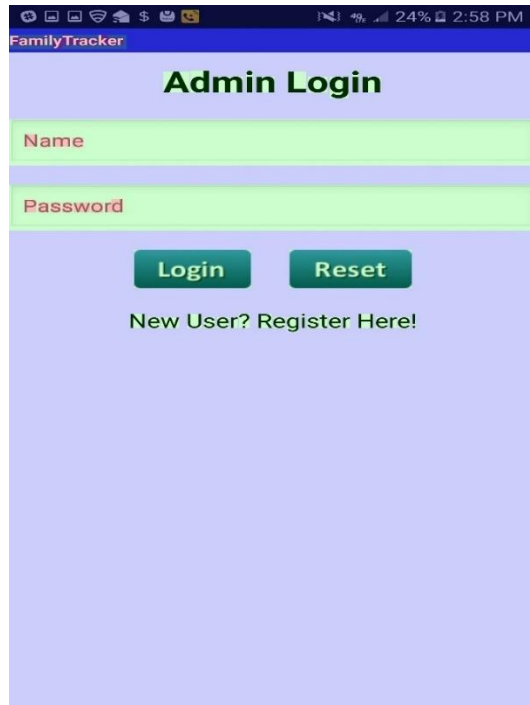 24% 2:58 PM
FamilyTracker
Admin Login
Name
Password
Login Reset
New User? Register Here!